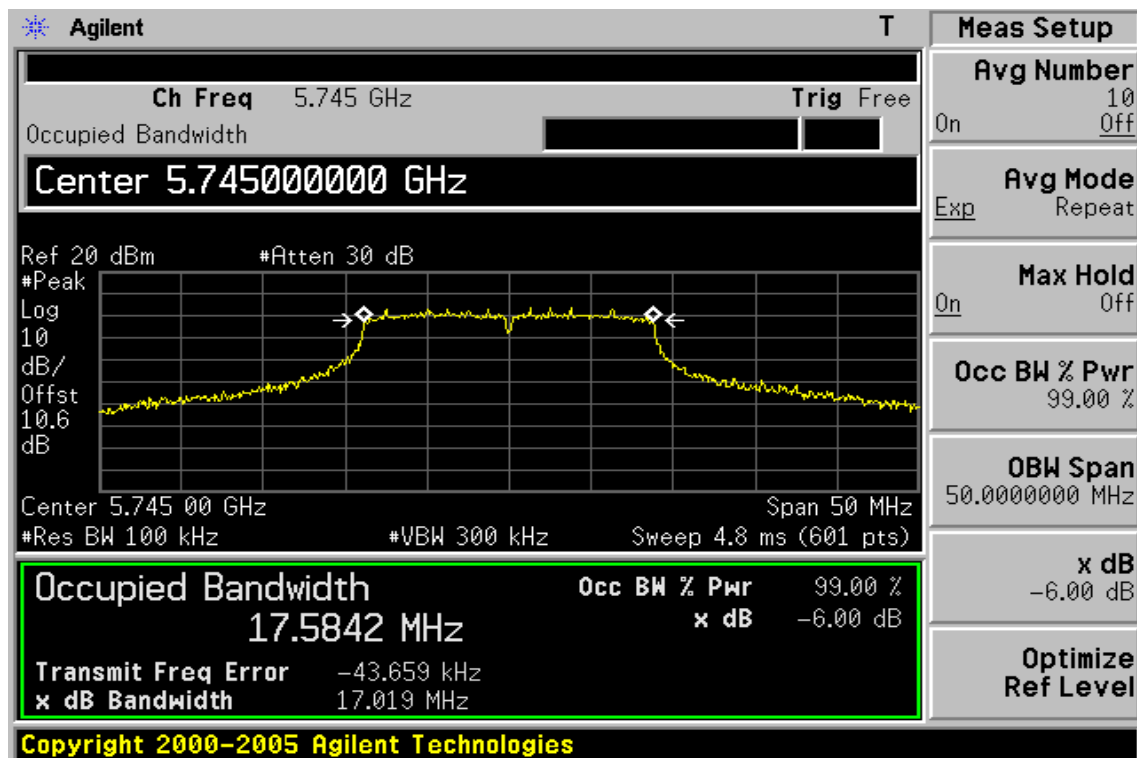 Agilent T
Ch Freq 5.745 GHz Trig Free
Occupied Bandwidth
Center 5.745000000 GHz
Ref 20 dBm #Atten 30 dB
#Peak
Log
10
dB/
Offst
10.6
dB
Center 5.745 00 GHz Span 50 MHz
#Res BW 100 kHz #VBW 300 kHz Sweep 4.8 ms (601 pts)
Occupied Bandwidth
17.5842 MHz
Occ BW % Pwr 99.00 %
x dB -6.00 dB
Transmit Freq Error -43.659 kHz
x dB Bandwidth 17.019 MHz
Copyright 2000-2005 Agilent Technologies
Meas Setup
Avg Number
10
On Off
Avg Mode
Exp Repeat
Max Hold
On Off
Occ BW % Pwr
99.00 %
OBW Span
50.0000000 MHz
x dB
-6.00 dB
Optimize
Ref Level